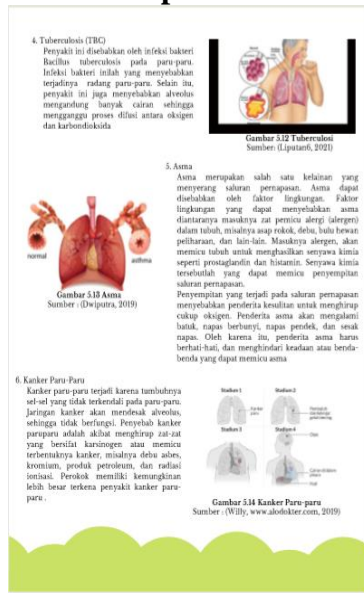 4. Tuberculosis (TBC)
Penyakit ini disebabkan oleh infeksi bakteri
Bacillus tuberculosis pada paru-paru.
Infeksi bakteri inilah yang menyebabkan
terjadinya radang paru-paru. Selain itu,
penyakit ini juga menyebabkan alveolus
mengandung banyak cairan sehingga
mengganggu proses difusi antara oksigen
dan karbondioksida
Gambar 5.12 Tuberculosi
Sumber: (Liputan6, 2021)
5. Asma
Asma merupakan salah satu kelainan yang
menyerang saluran pernapasan. Asma dapat
disebabkan oleh faktor lingkungan. Faktor
lingkungan yang dapat menyebabkan asma
diantaranya masuknya zat pemicu alergi (alergen)
dalam tubuh, misalnya asap rokok, debu, bulu hewan
peliharaan, dan lain-lain. Masuknya alergen, akan
memicu tubuh untuk menghasilkan senyawa kimia
seperti prostaglandin dan histamin. Senyawa kimia
tersebutlah yang dapat memicu penyempitan
saluran pernapasan.
Penyempitan yang terjadi pada saluran pernapasan
menyebabkan penderita kesulitan untuk menghirup
cukup oksigen. Penderita asma akan mengalami
batuk, napas berbunyi, napas pendek, dan sesak
napas. Oleh karena itu, penderita asma harus
berhati-hati, dan menghindari keadaan atau benda-
benda yang dapat memicu asma
normal
asthma
Gambar 5.13 Asma
Sumber : (Dwiputra, 2019)
6. Kanker Paru-Paru
Kanker paru-paru terjadi karena tumbuhnya
sel-sel yang tidak terkendali pada paru-paru.
Jaringan kanker akan mendesak alveolus,
sehingga tidak berfungsi. Penyebab kanker
paruparu adalah akibat menghirup zat-zat
yang bersifat karsinogen atau memicu
terbentuknya kanker, misalnya debu asbes,
kromium, produk petroleum, dan radiasi
ionisasi. Perokok memiliki kemungkinan
lebih besar terkena penyakit kanker paru-
paru .
Stadium 1
Stadium 2
Stadium 3
Stadium 4
Gambar 5.14 Kanker Paru-paru
Sumber : (Willy, www.alodokter.com, 2019)